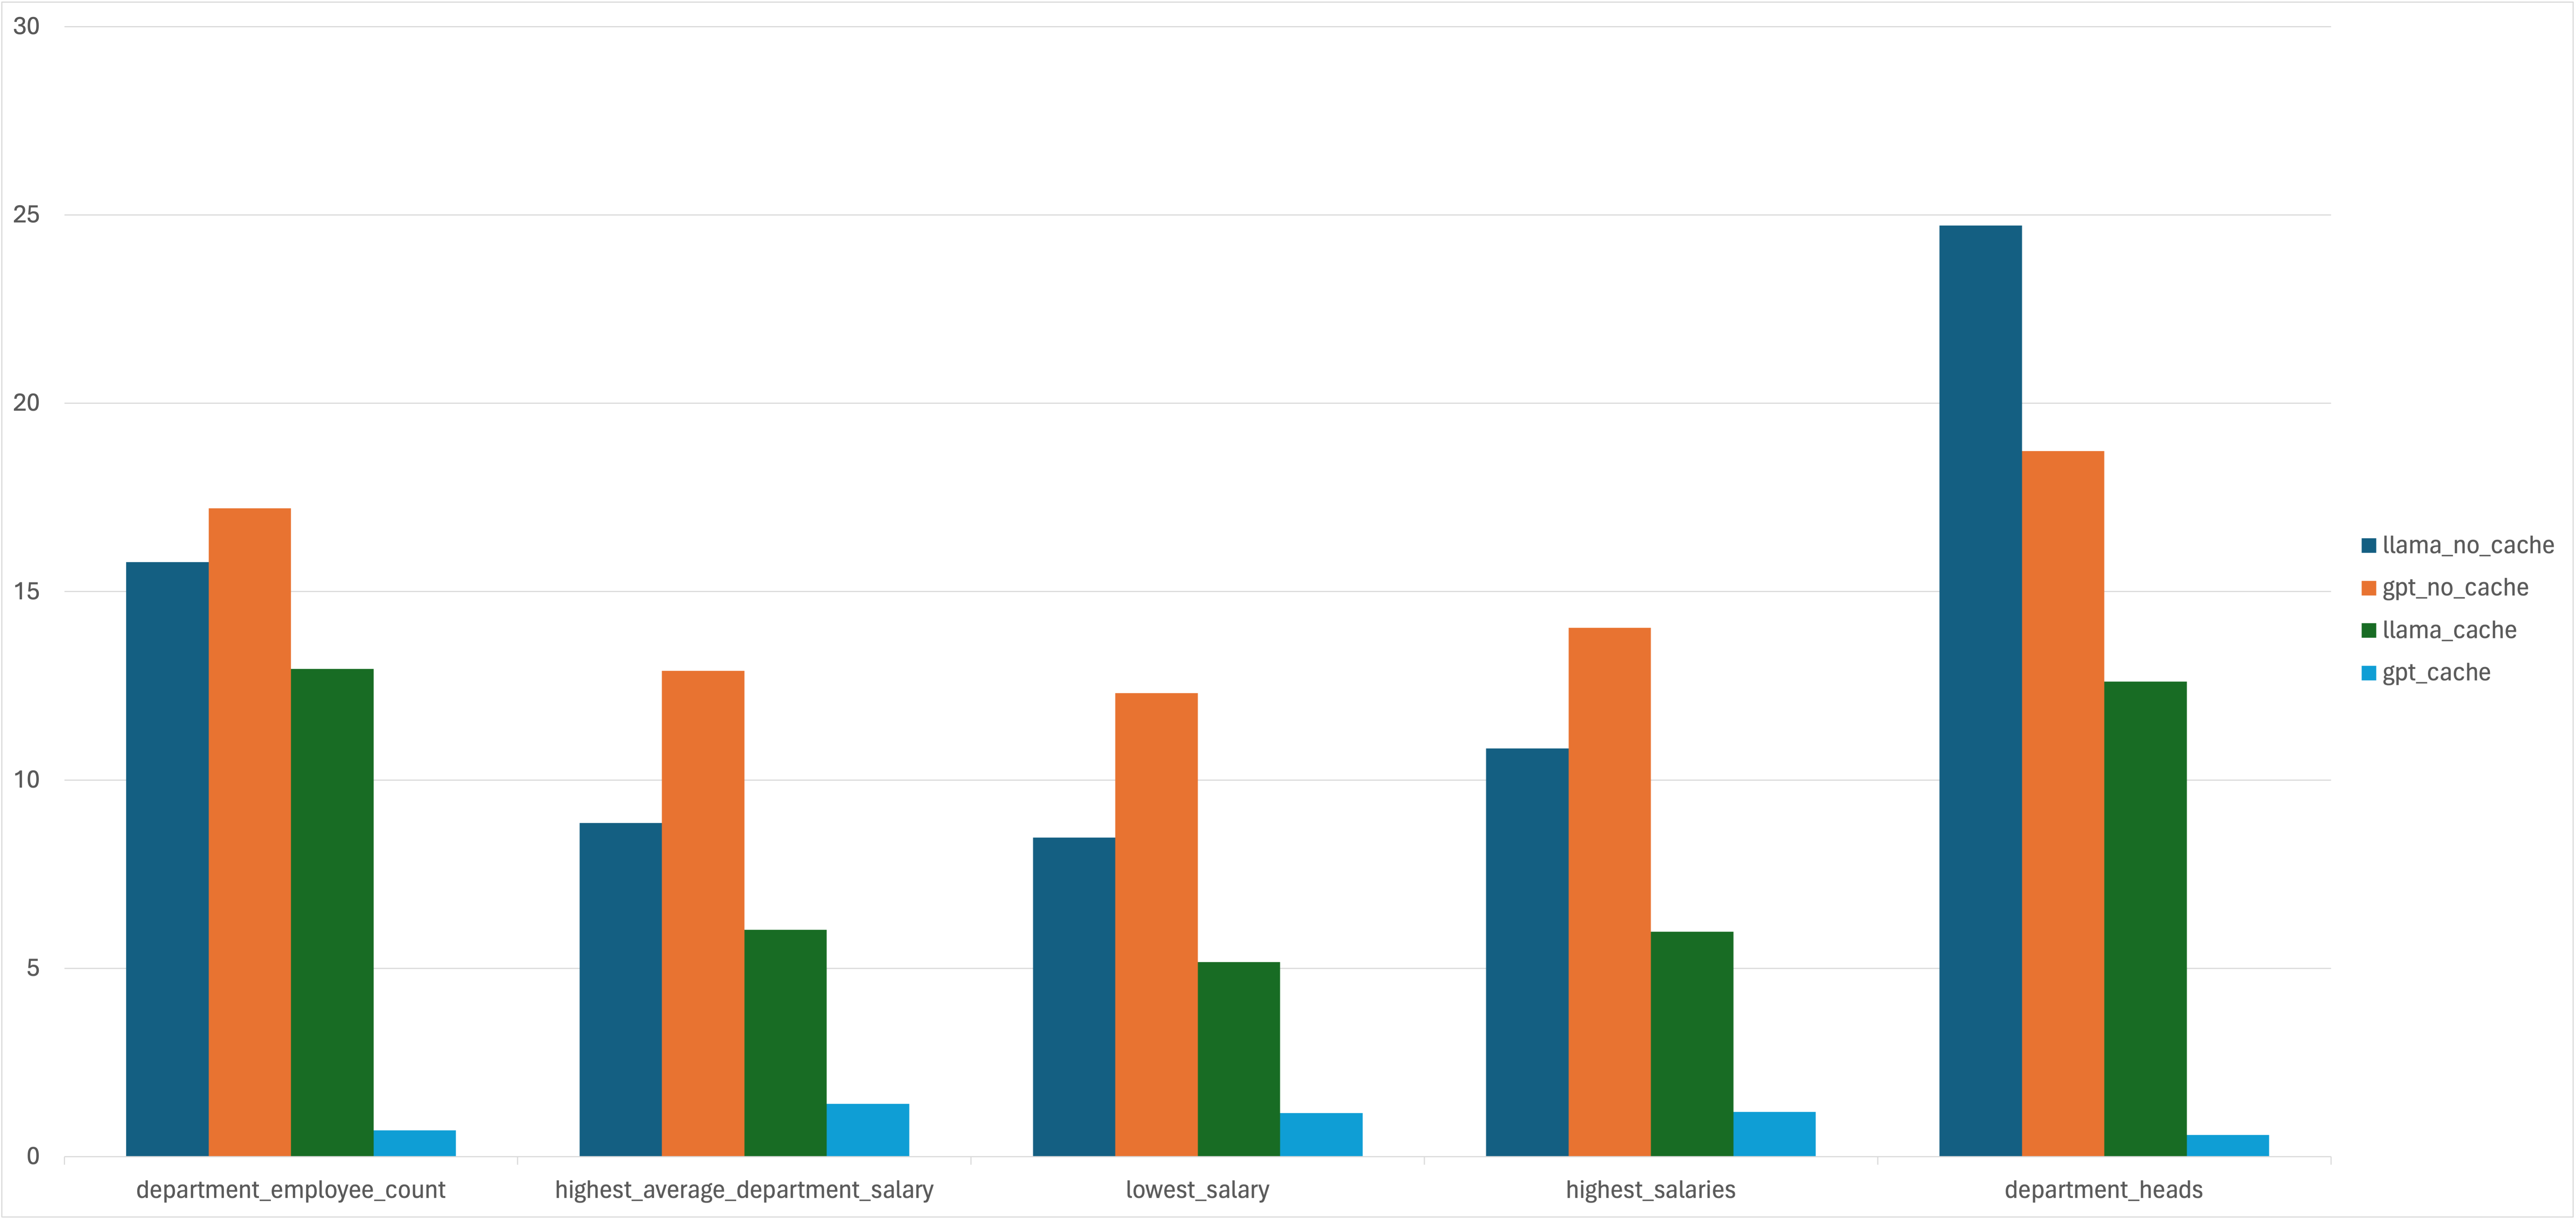 30
25
20
15
10
5
0
department_employee_count
highest_average_department_salary
lowest_salary
highest_salaries
department_heads
llama_no_cache
gpt_no_cache
llama_cache
gpt_cache